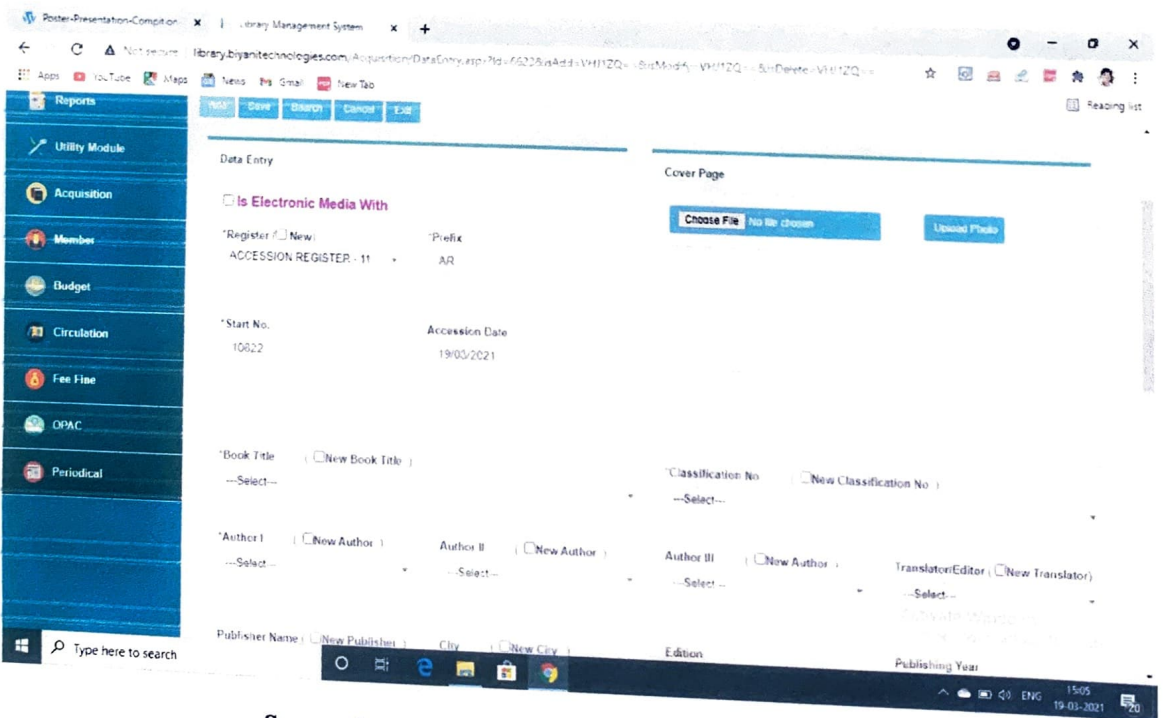 Poster-Presentation-Compition
Library Management System
Not secure
library.biyanitechnologies.com
Apps YouTube Maps News Gmail New Tab
Reading list
Reports
Utility Module
Acquisition
Member
Budget
Circulation
Fee Fine
OPAC
Periodical
Add Save Search Cancel Exit
Data Entry
Cover Page
Is Electronic Media With
Choose File No file chosen
Upload Photo
*Register ( New)
*Prefix
ACCESSION REGISTER - 11
AR
*Start No.
Accession Date
10622
19/03/2021
*Book Title ( New Book Title )
*Classification No ( New Classification No )
---Select---
---Select---
*Author I ( New Author )
Author II ( New Author )
Author III ( New Author )
Translator/Editor ( New Translator)
---Select---
---Select---
---Select---
---Select---
Publisher Name ( New Publisher )
City ( New City )
Edition
Publishing Year
Type here to search
ENG
15:05
19-03-2021
20